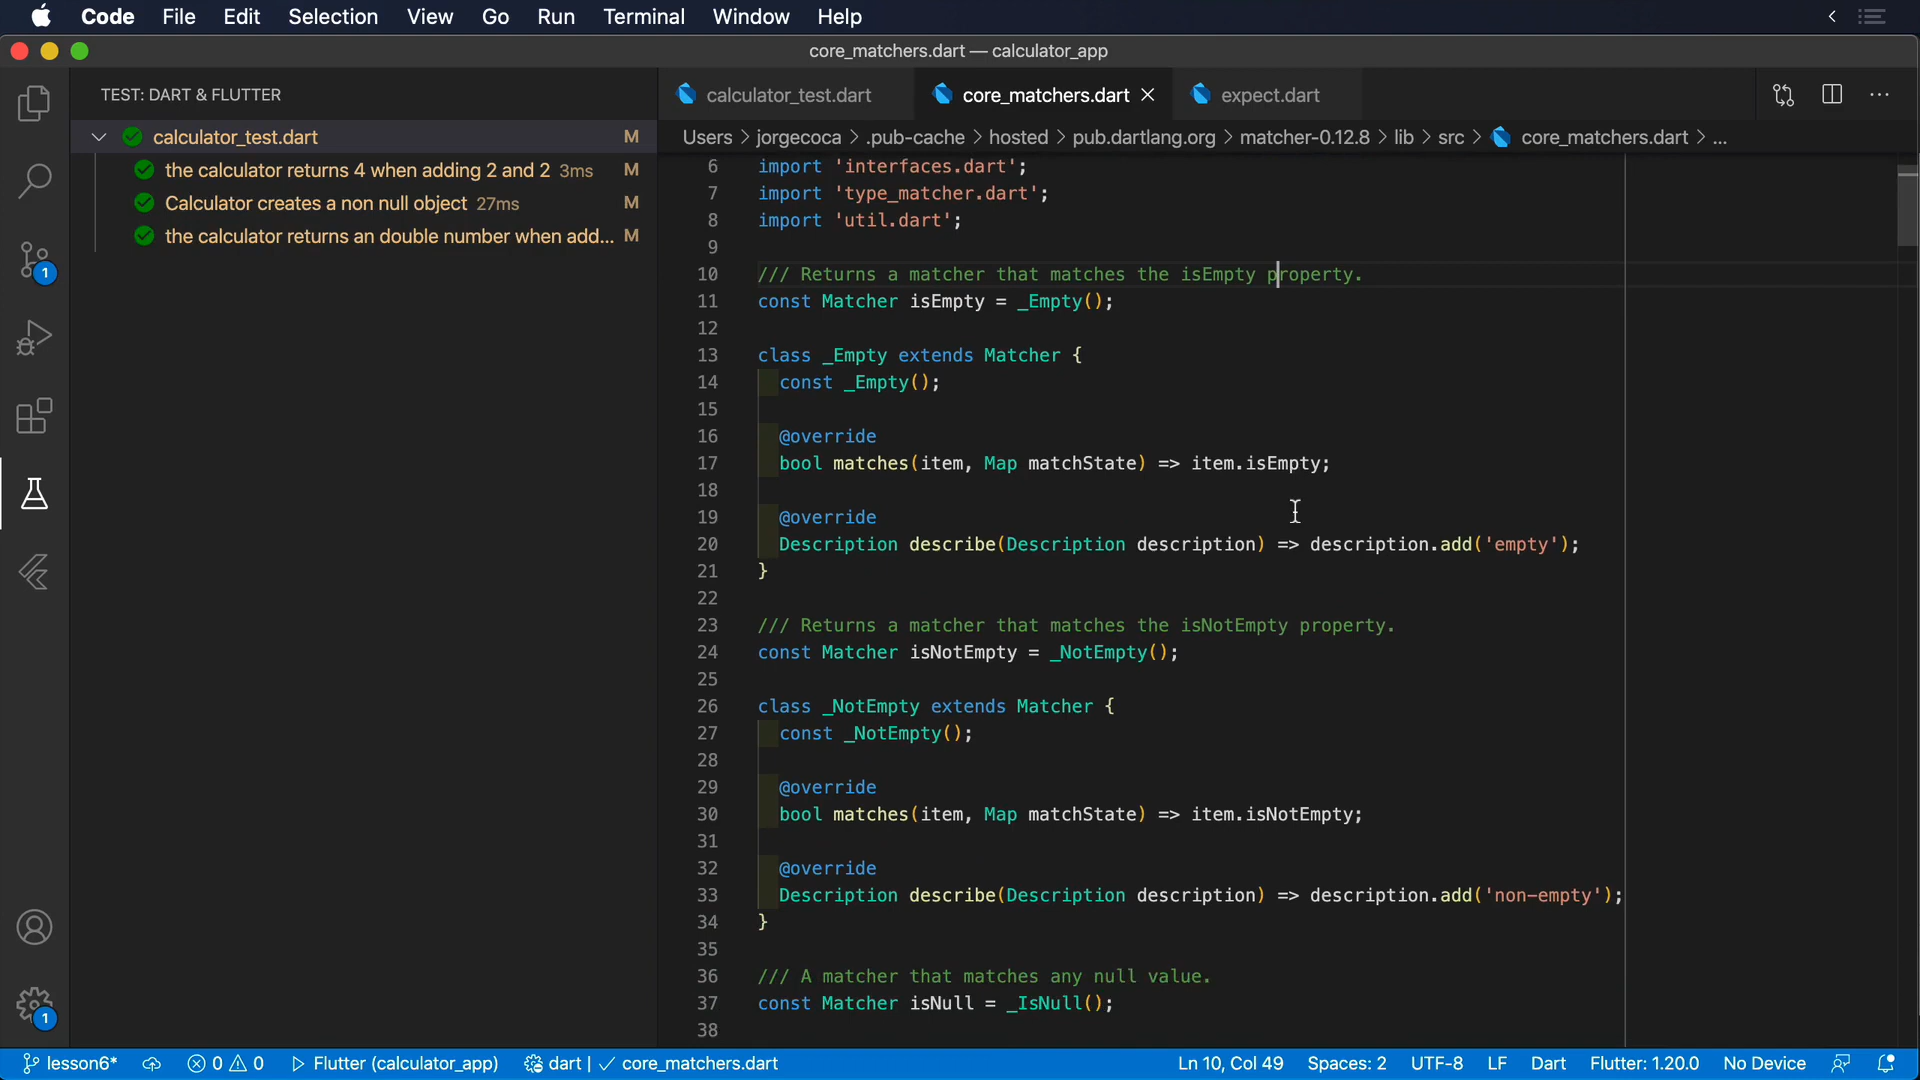 Code File Edit Selection View Go Run Terminal Window Help
core_matchers.dart — calculator_app
TEST: DART & FLUTTER
calculator_test.dart M
the calculator returns 4 when adding 2 and 2 3ms M
Calculator creates a non null object 27ms M
the calculator returns an double number when add... M
calculator_test.dart core_matchers.dart expect.dart
Users > jorgecoca > .pub-cache > hosted > pub.dartlang.org > matcher-0.12.8 > lib > src > core_matchers.dart > ...
6 import 'interfaces.dart';
7 import 'type_matcher.dart';
8 import 'util.dart';
9
10 /// Returns a matcher that matches the isEmpty property.
11 const Matcher isEmpty = _Empty();
12
13 class _Empty extends Matcher {
14 const _Empty();
15
16 @override
17 bool matches(item, Map matchState) => item.isEmpty;
18
19 @override
20 Description describe(Description description) => description.add('empty');
21 }
22
23 /// Returns a matcher that matches the isNotEmpty property.
24 const Matcher isNotEmpty = _NotEmpty();
25
26 class _NotEmpty extends Matcher {
27 const _NotEmpty();
28
29 @override
30 bool matches(item, Map matchState) => item.isNotEmpty;
31
32 @override
33 Description describe(Description description) => description.add('non-empty');
34 }
35
36 /// A matcher that matches any null value.
37 const Matcher isNull = _IsNull();
38
1
1
lesson6* 0 0 Flutter (calculator_app) dart | ✓ core_matchers.dart Ln 10, Col 49 Spaces: 2 UTF-8 LF Dart Flutter: 1.20.0 No Device